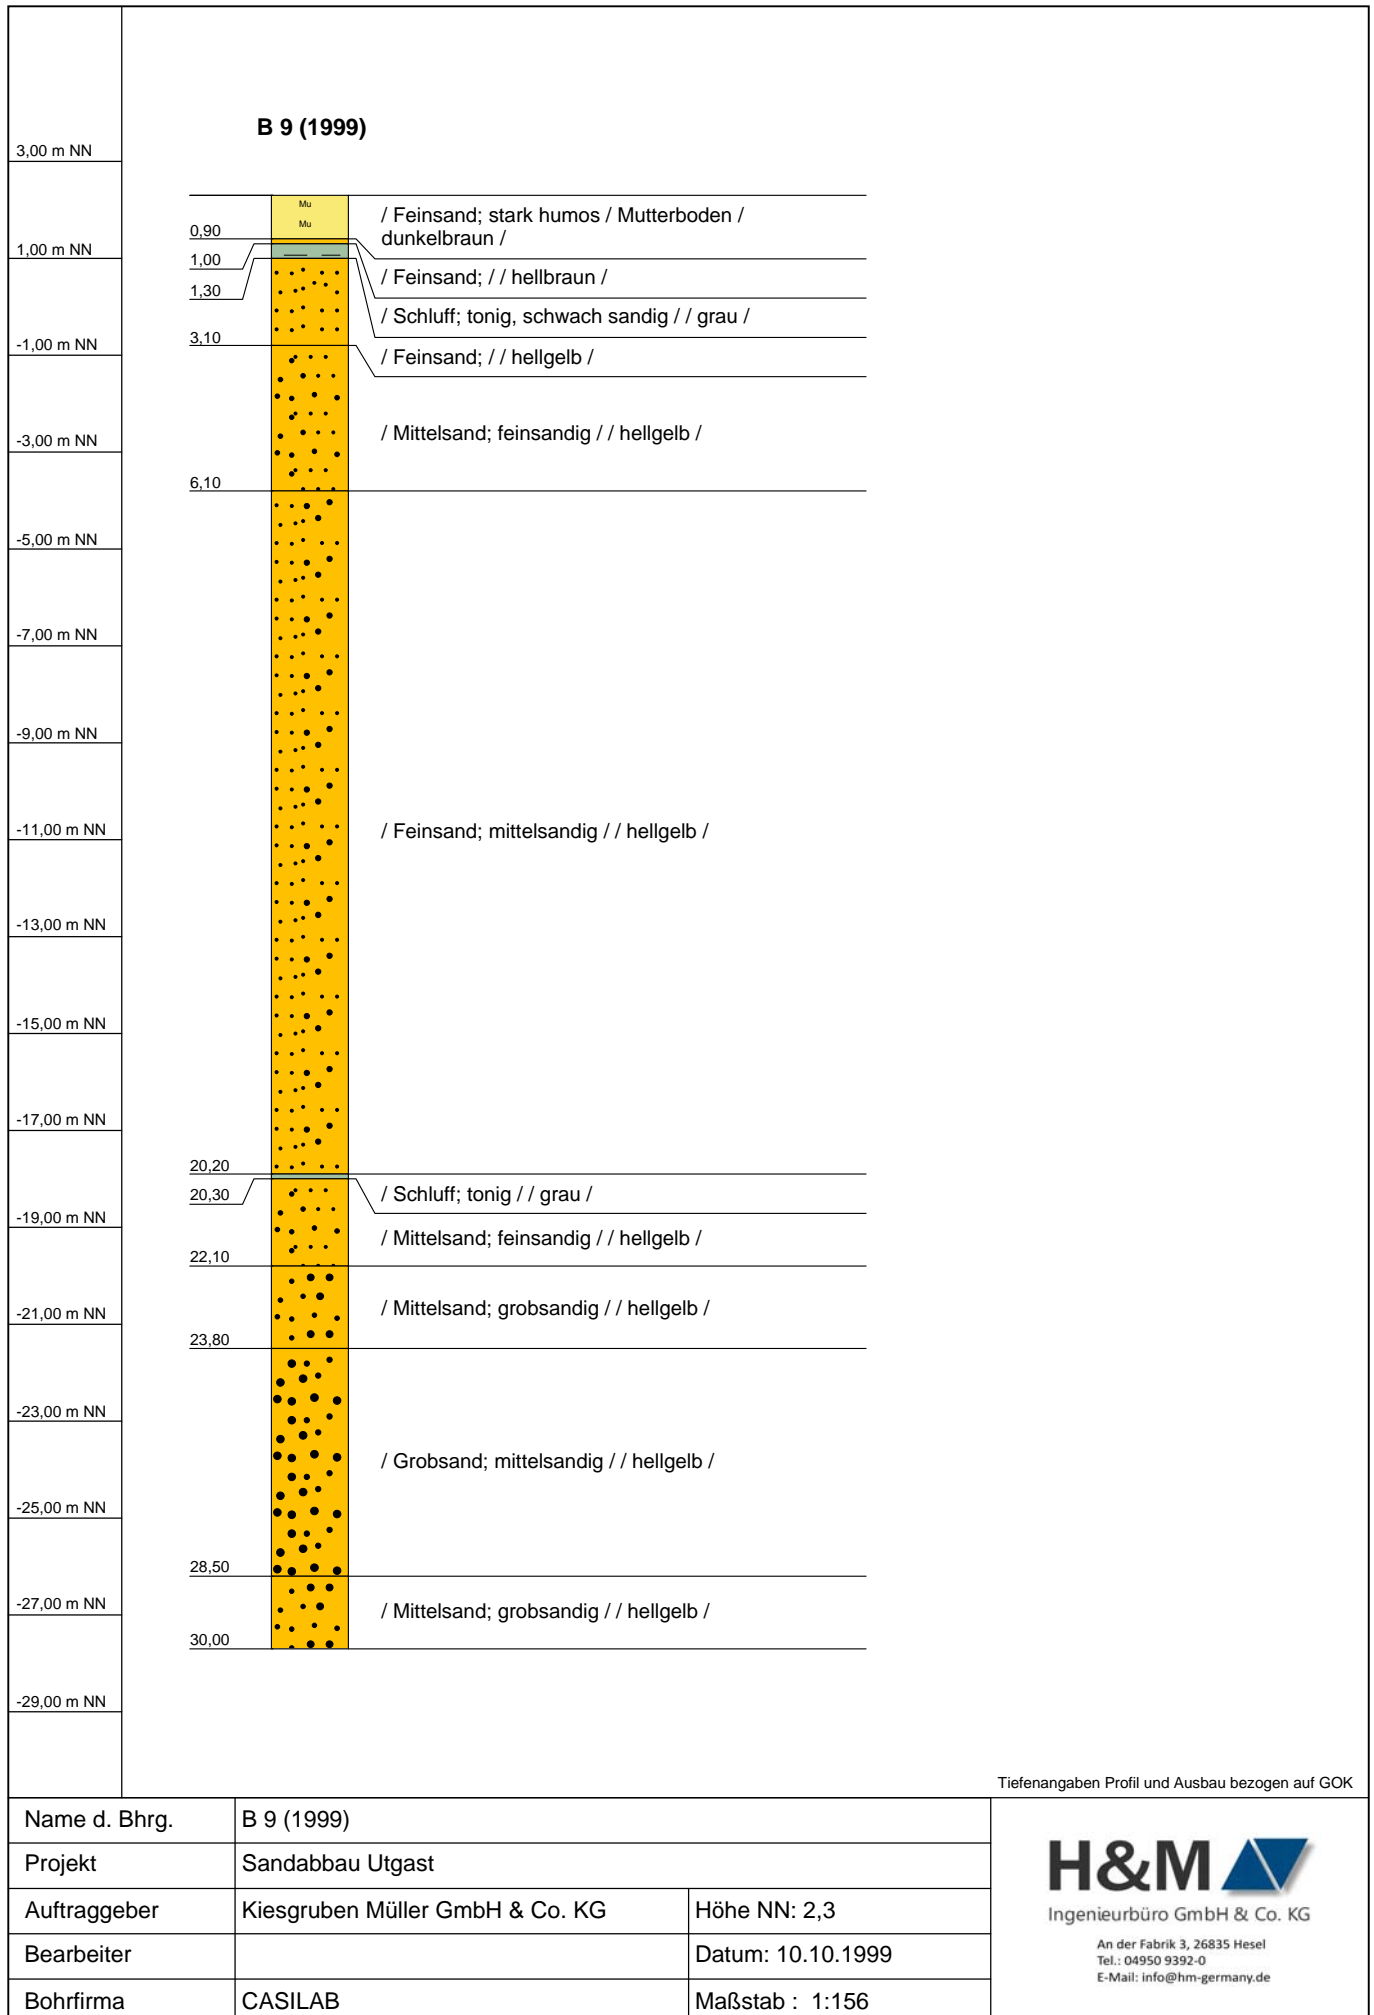 B 9 (1999)
3,00 m NN
1,00 m NN
-1,00 m NN
-3,00 m NN
-5,00 m NN
-7,00 m NN
-9,00 m NN
-11,00 m NN
-13,00 m NN
-15,00 m NN
-17,00 m NN
-19,00 m NN
-21,00 m NN
-23,00 m NN
-25,00 m NN
-27,00 m NN
-29,00 m NN
0,90
1,00
1,30
3,10
6,10
20,20
20,30
22,10
23,80
28,50
30,00
Mu
Mu
/ Feinsand; stark humos / Mutterboden /
dunkelbraun /
/ Feinsand; / / hellbraun /
/ Schluff; tonig, schwach sandig / / grau /
/ Feinsand; / / hellgelb /
/ Mittelsand; feinsandig / / hellgelb /
/ Feinsand; mittelsandig / / hellgelb /
/ Schluff; tonig / / grau /
/ Mittelsand; feinsandig / / hellgelb /
/ Mittelsand; grobsandig / / hellgelb /
/ Grobsand; mittelsandig / / hellgelb /
/ Mittelsand; grobsandig / / hellgelb /
Tiefenangaben Profil und Ausbau bezogen auf GOK
Name d. Bhrg. B 9 (1999)
Projekt Sandabbau Utgast
Auftraggeber Kiesgruben Müller GmbH & Co. KG Höhe NN: 2,3
Bearbeiter Datum: 10.10.1999
Bohrfirma CASILAB Maßstab : 1:156
H&M
Ingenieurbüro GmbH & Co. KG
An der Fabrik 3, 26835 Hesel
Tel.: 04950 9392-0
E-Mail: info@hm-germany.de